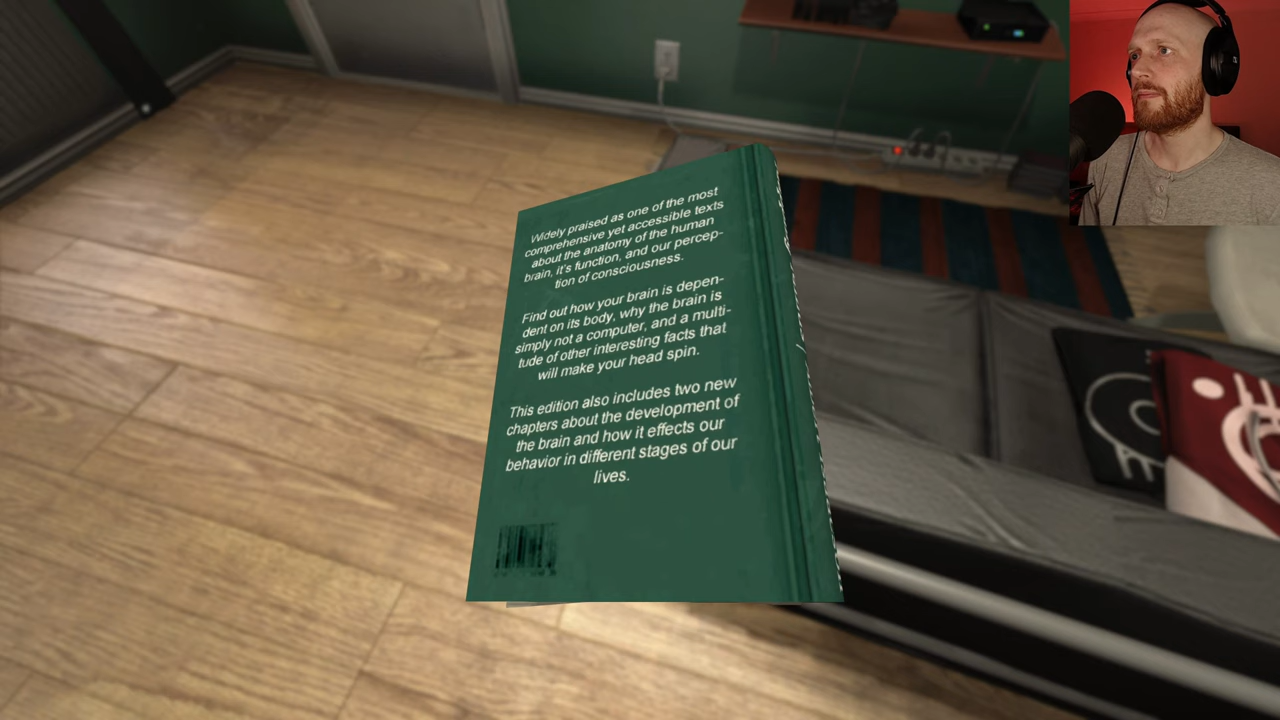 Widely praised as one of the most
comprehensive yet accessible texts
about the anatomy of the human
brain, it's function, and our percep-
tion of consciousness.
Find out how your brain is depen-
dent on its body, why the brain is
simply not a computer, and a multi-
tude of other interesting facts that
will make your head spin.
This edition also includes two new
chapters about the development of
the brain and how it effects our
behavior in different stages of our
lives.